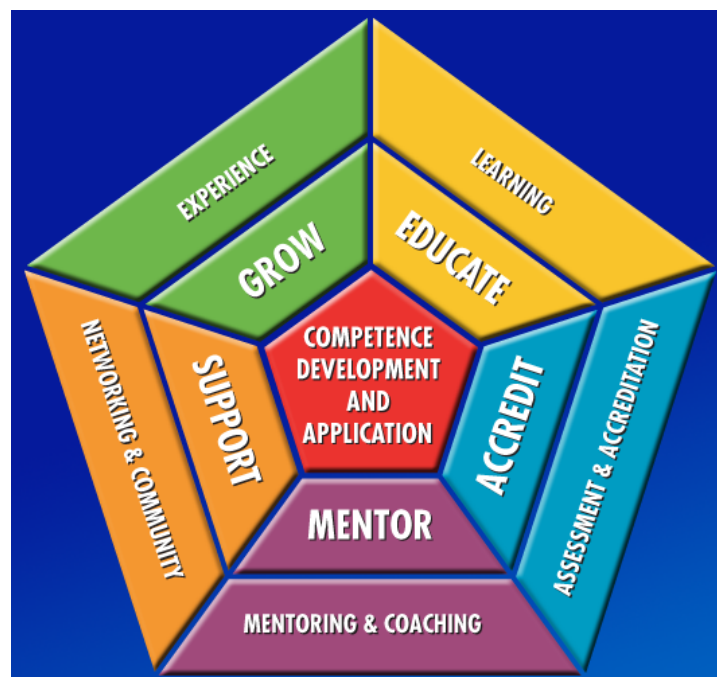 EXPERIENCE
LEARNING
GROW
EDUCATE
COMPETENCE
DEVELOPMENT
AND
APPLICATION
NETWORKING & COMMUNITY
SUPPORT
ACCREDIT
ASSESSMENT & ACCREDITATION
MENTOR
MENTORING & COACHING